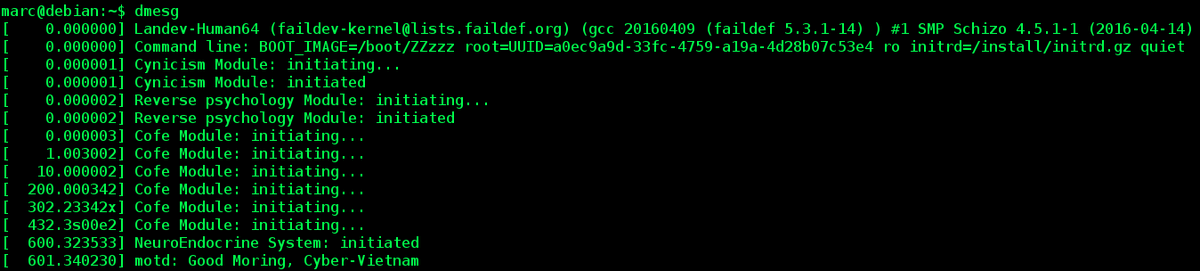 marc@debian:~$ dmesg
[    0.000000] Landev-Human64 (faildev-kernel@lists.faildef.org) (gcc 20160409 (faildef 5.3.1-14) ) #1 SMP Schizo 4.5.1-1 (2016-04-14)
[    0.000000] Command line: BOOT_IMAGE=/boot/ZZzzz root=UUID=a0ec9a9d-33fc-4759-a19a-4d28b07c53e4 ro initrd=/install/initrd.gz quiet
[    0.000001] Cynicism Module: initiating...
[    0.000001] Cynicism Module: initiated
[    0.000002] Reverse psychology Module: initiating...
[    0.000002] Reverse psychology Module: initiated
[    0.000003] Cofe Module: initiating...
[    1.003002] Cofe Module: initiating...
[   10.000002] Cofe Module: initiating...
[  200.000342] Cofe Module: initiating...
[  302.23342x] Cofe Module: initiating...
[  432.3s00e2] Cofe Module: initiating...
[  600.323533] NeuroEndocrine System: initiated
[  601.340230] motd: Good Moring, Cyber-Vietnam